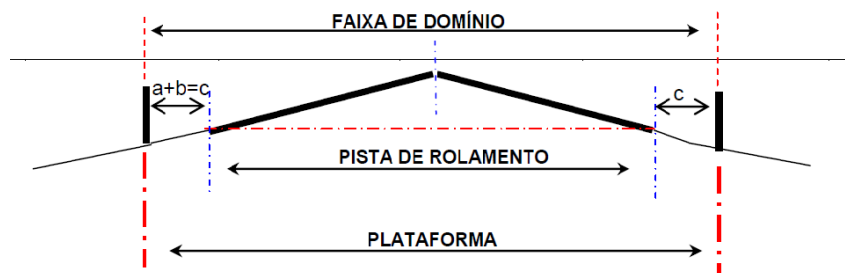 FAIXA DE DOMÍNIO
a+b=c
c
PISTA DE ROLAMENTO
PLATAFORMA